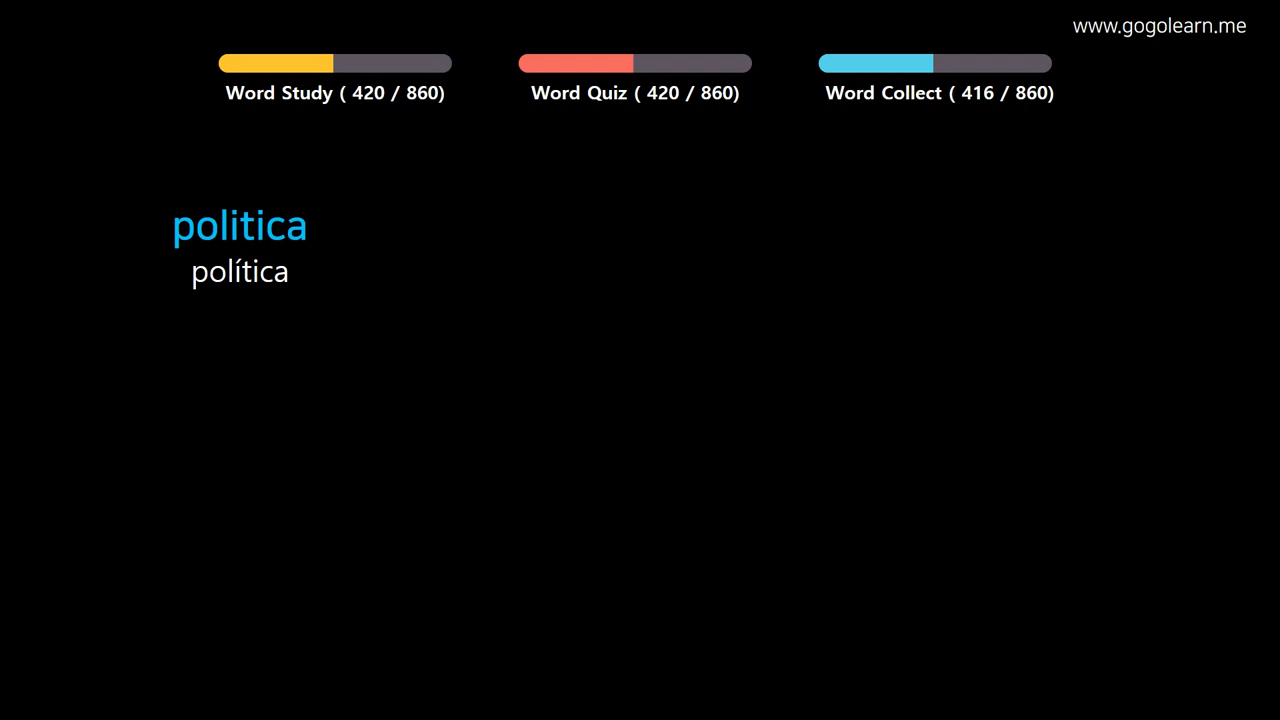 www.gogolearn.me
Word Study ( 420 / 860)
Word Quiz ( 420 / 860)
Word Collect ( 416 / 860)
politica
política